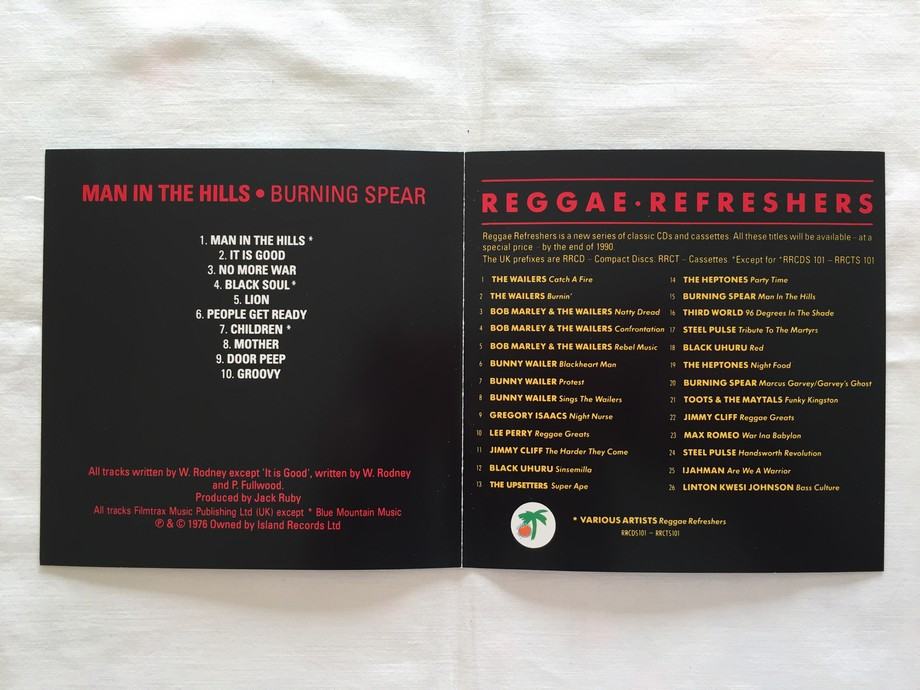 MAN IN THE HILLS • BURNING SPEAR
1. MAN IN THE HILLS *
2. IT IS GOOD
3. NO MORE WAR
4. BLACK SOUL *
5. LION
6. PEOPLE GET READY
7. CHILDREN *
8. MOTHER
9. DOOR PEEP
10. GROOVY
All tracks written by W. Rodney except 'It is Good', written by W. Rodney
and P. Fullwood.
Produced by Jack Ruby
All tracks Filmtrax Music Publishing Ltd (UK) except * Blue Mountain Music
℗ & © 1976 Owned by Island Records Ltd
REGGAE · REFRESHERS
Reggae Refreshers is a new series of classic CDs and cassettes. All these titles will be available – at a
special price – by the end of 1990.
The UK prefixes are RRCD – Compact Discs. RRCT – Cassettes. *Except for *RRCDS 101 – RRCTS 101
1 THE WAILERS Catch A Fire
2 THE WAILERS Burnin'
3 BOB MARLEY & THE WAILERS Natty Dread
4 BOB MARLEY & THE WAILERS Confrontation
5 BOB MARLEY & THE WAILERS Rebel Music
6 BUNNY WAILER Blackheart Man
7 BUNNY WAILER Protest
8 BUNNY WAILER Sings The Wailers
9 GREGORY ISAACS Night Nurse
10 LEE PERRY Reggae Greats
11 JIMMY CLIFF The Harder They Come
12 BLACK UHURU Sinsemilla
13 THE UPSETTERS Super Ape
14 THE HEPTONES Party Time
15 BURNING SPEAR Man In The Hills
16 THIRD WORLD 96 Degrees In The Shade
17 STEEL PULSE Tribute To The Martyrs
18 BLACK UHURU Red
19 THE HEPTONES Night Food
20 BURNING SPEAR Marcus Garvey/Garvey's Ghost
21 TOOTS & THE MAYTALS Funky Kingston
22 JIMMY CLIFF Reggae Greats
23 MAX ROMEO War Ina Babylon
24 STEEL PULSE Handsworth Revolution
25 IJAHMAN Are We A Warrior
26 LINTON KWESI JOHNSON Bass Culture
* VARIOUS ARTISTS Reggae Refreshers
RRCDS101 – RRCTS101